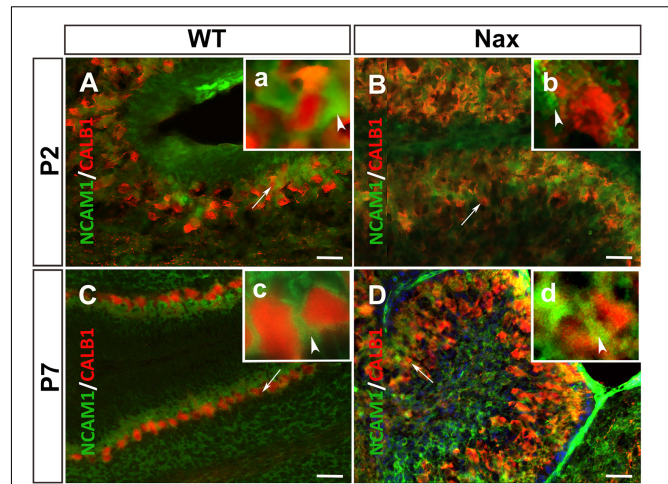 WT Nax
P2
A a B b
NCAM1/CALB1 NCAM1/CALB1
P7
C c D d
NCAM1/CALB1 NCAM1/CALB1